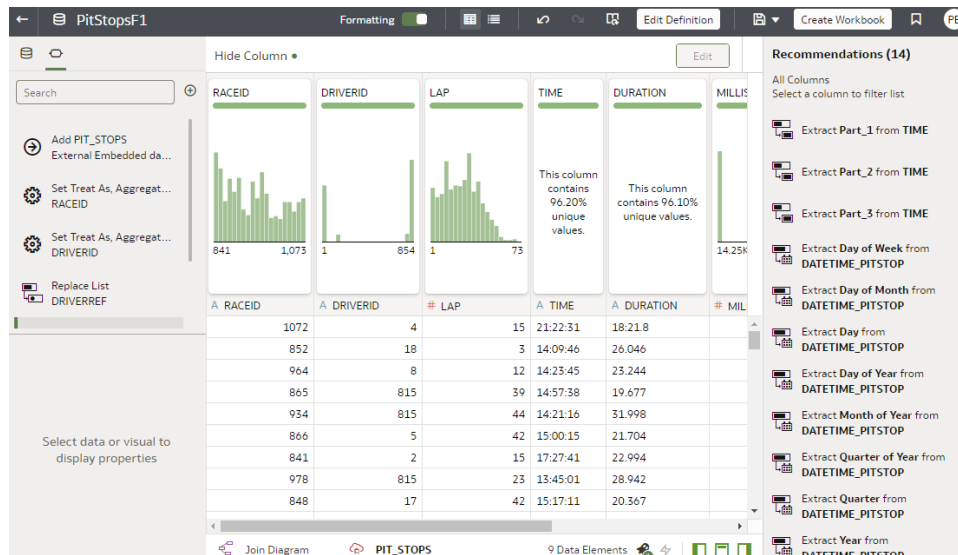 PitStopsF1
Formatting
Edit Definition
Create Workbook
Search
Add PIT_STOPS
External Embedded da...
Set Treat As, Aggregat...
RACEID
Set Treat As, Aggregat...
DRIVERID
Replace List
DRIVERREF
Select data or visual to
display properties
Hide Column
Edit
RACEID DRIVERID LAP TIME DURATION MILLIS
This column
contains
96.20%
unique
values.
This column
contains 96.10%
unique values.
841 1,073 1 854 1 73 14.25K
A RACEID A DRIVERID # LAP A TIME A DURATION # MIL
1072 4 15 21:22:31 18:21.8
852 18 3 14:09:46 26.046
964 8 12 14:23:45 23.244
865 815 39 14:57:38 19.677
934 815 44 14:21:16 31.998
866 5 42 15:00:15 21.704
841 2 15 17:27:41 22.994
978 815 23 13:45:01 28.942
848 17 42 15:17:11 20.367
Join Diagram PIT_STOPS 9 Data Elements
Recommendations (14)
All Columns
Select a column to filter list
Extract Part_1 from TIME
Extract Part_2 from TIME
Extract Part_3 from TIME
Extract Day of Week from
DATETIME_PITSTOP
Extract Day of Month from
DATETIME_PITSTOP
Extract Day from
DATETIME_PITSTOP
Extract Day of Year from
DATETIME_PITSTOP
Extract Month of Year from
DATETIME_PITSTOP
Extract Quarter of Year from
DATETIME_PITSTOP
Extract Quarter from
DATETIME_PITSTOP
Extract Year from
DATETIME_PITSTOP